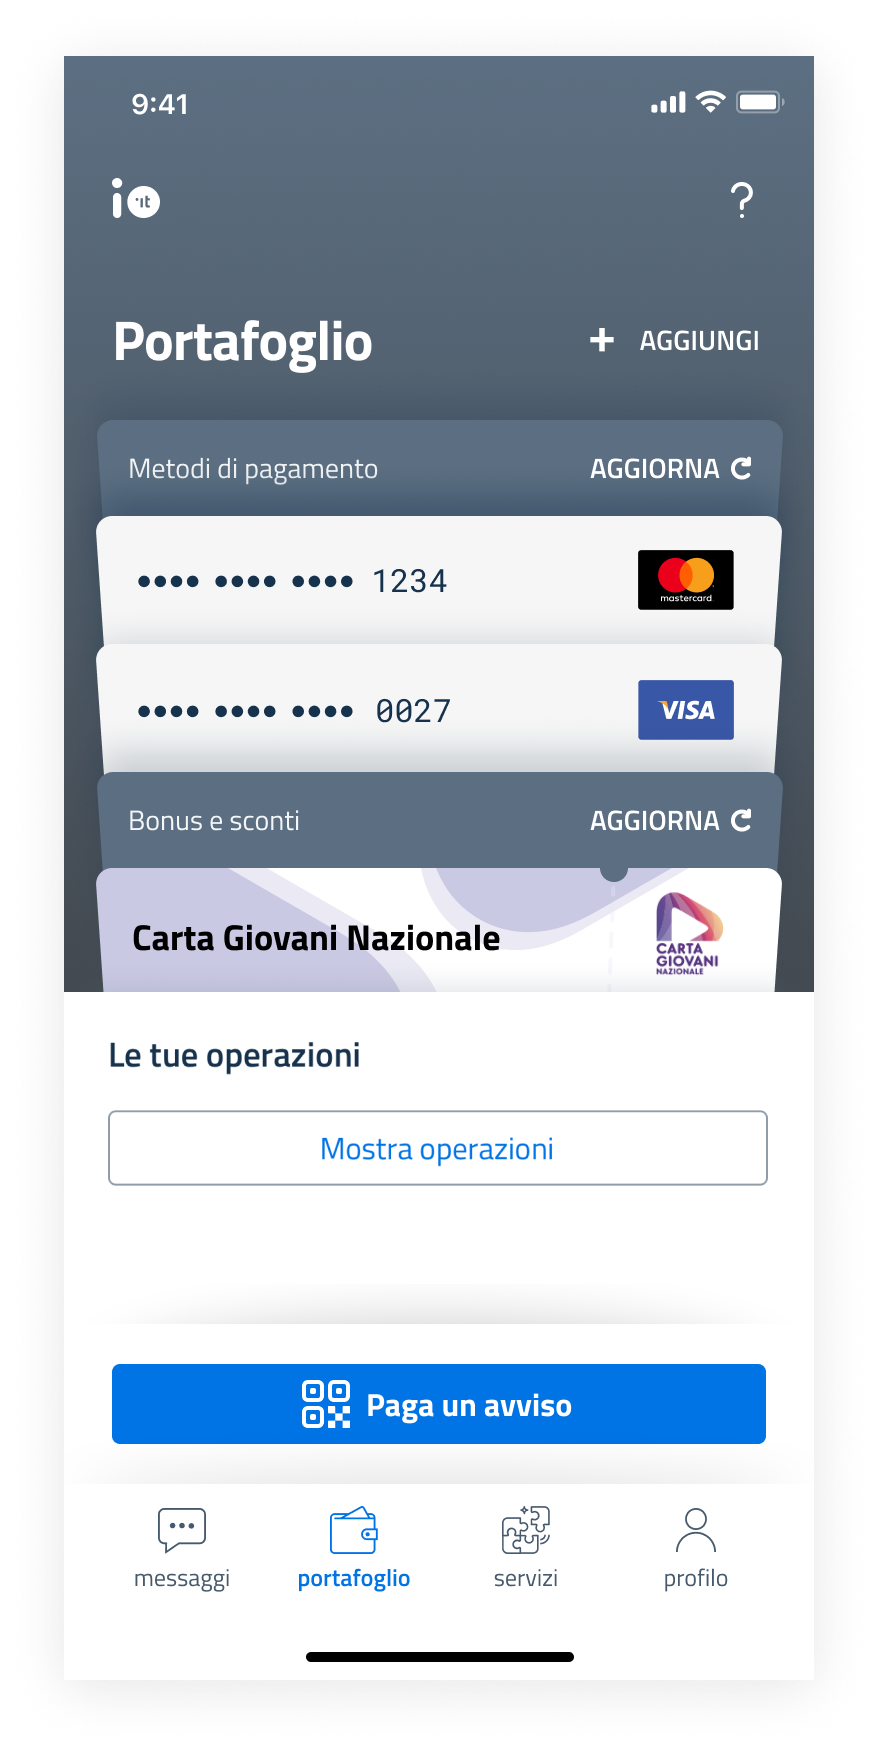 9:41
io it
?
Portafoglio
+ AGGIUNGI
Metodi di pagamento
AGGIORNA
•••• •••• •••• 1234
mastercard
•••• •••• •••• 0027
VISA
Bonus e sconti
AGGIORNA
Carta Giovani Nazionale
CARTA
GIOVANI
NAZIONALE
Le tue operazioni
Mostra operazioni
Paga un avviso
messaggi
portafoglio
servizi
profilo